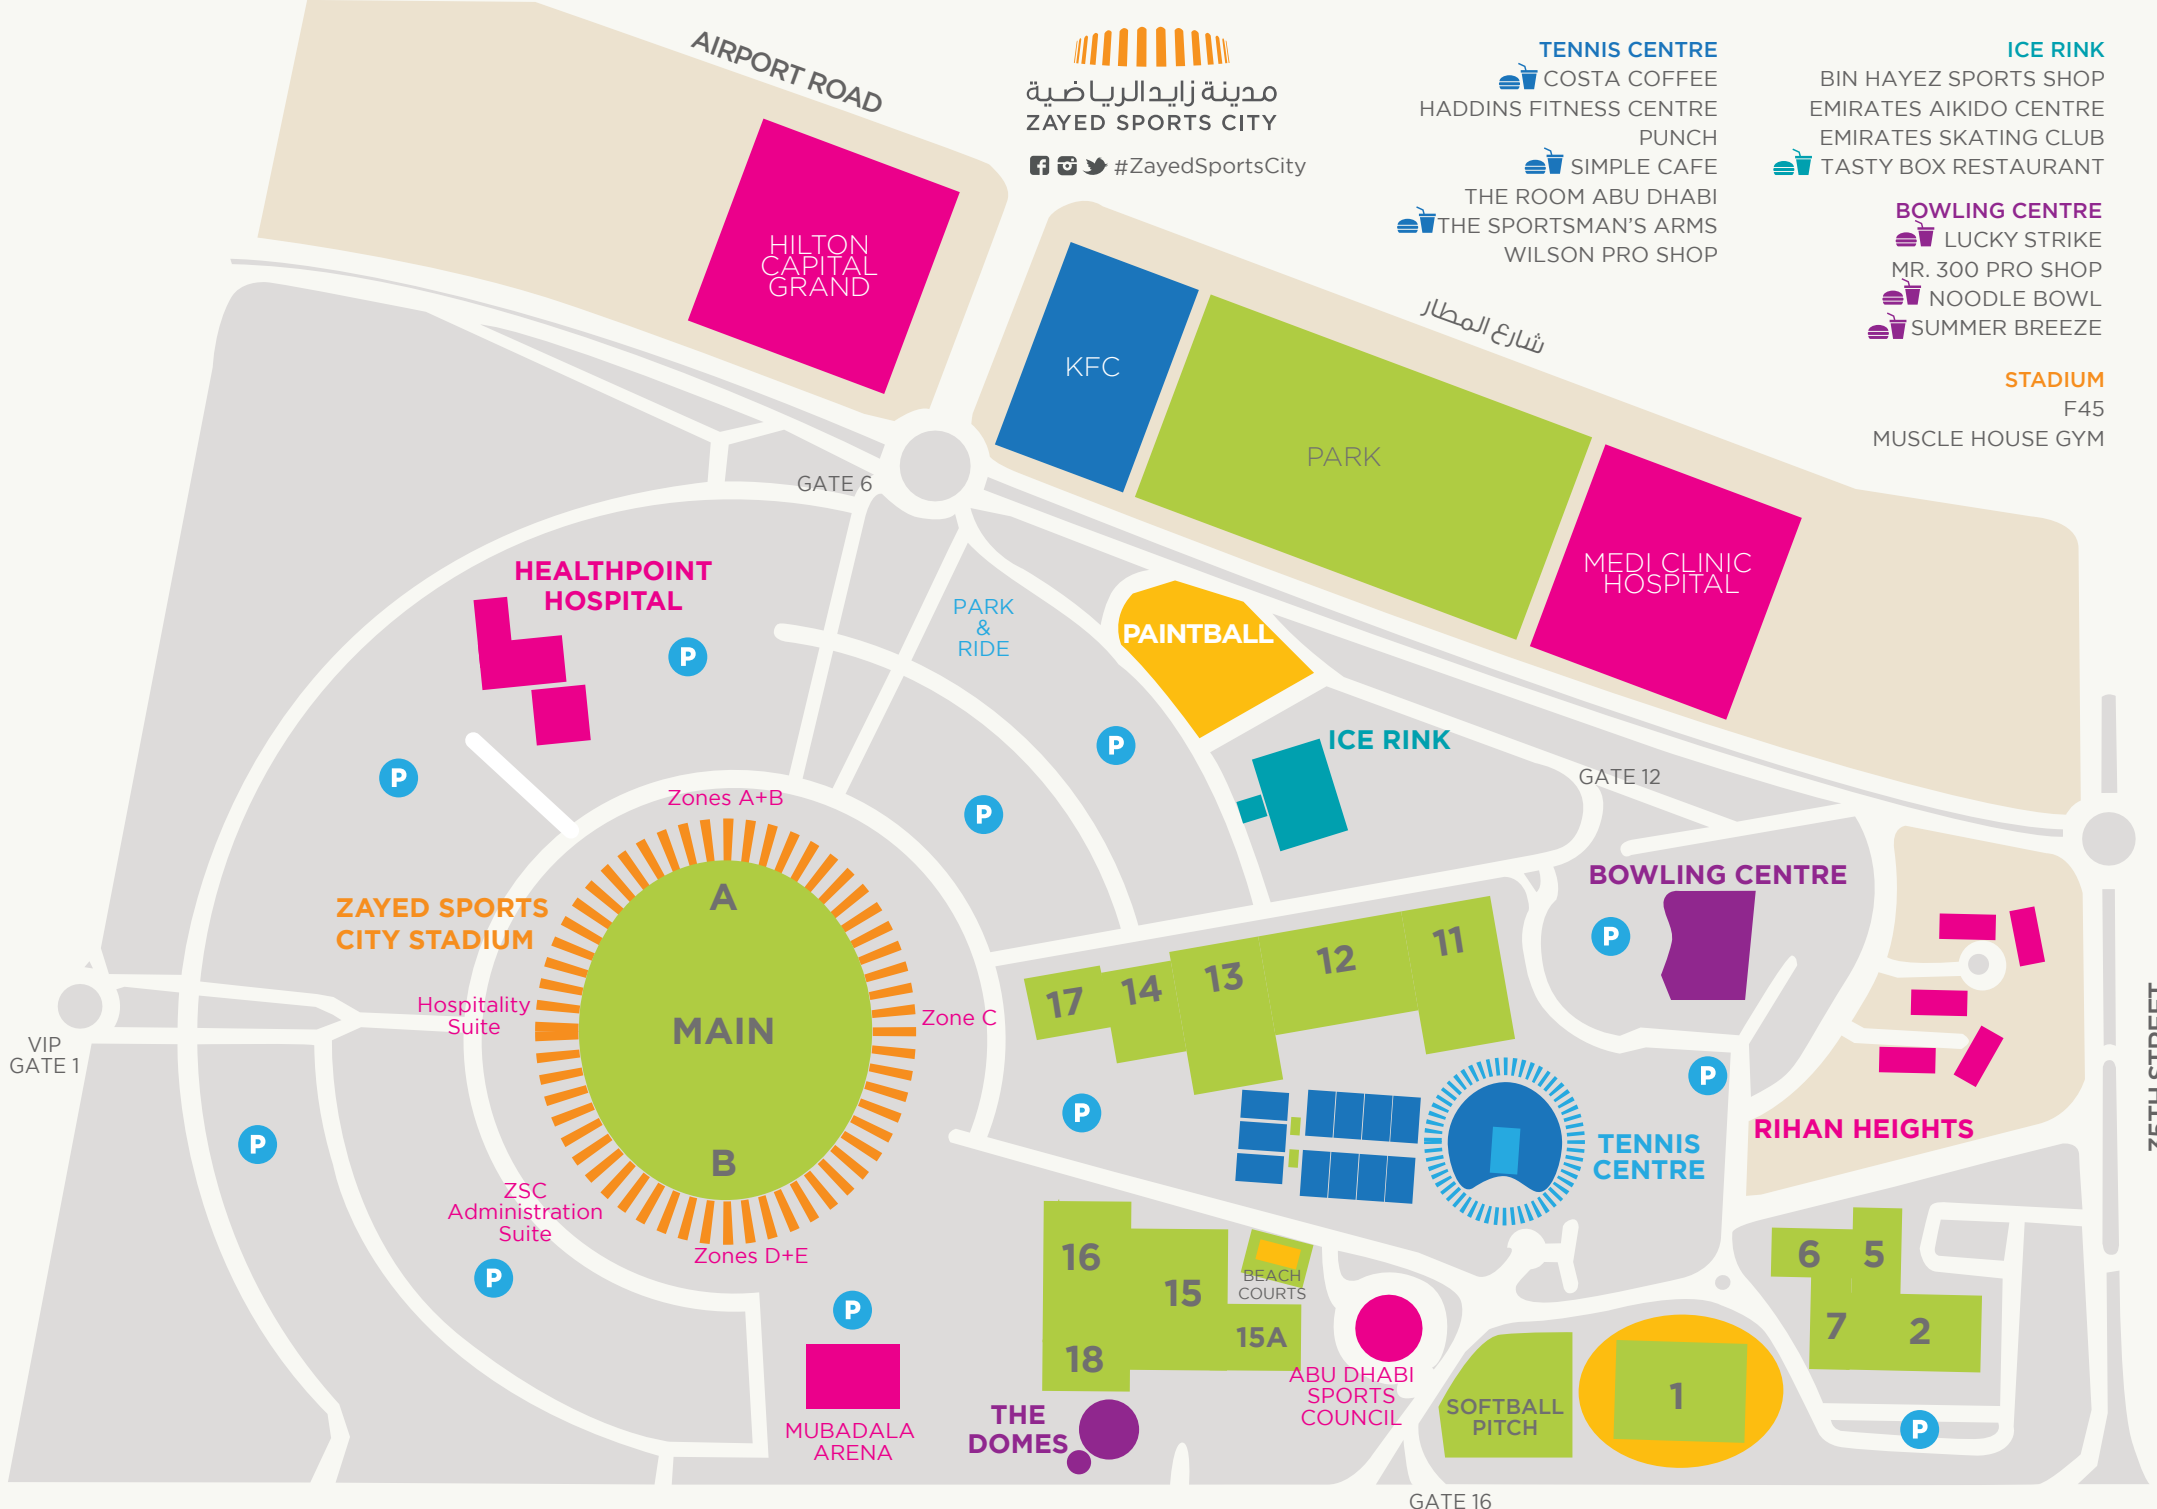 AIRPORT ROAD
مدينة زايد الرياضية
ZAYED SPORTS CITY
#ZayedSportsCity
TENNIS CENTRE
COSTA COFFEE
HADDINS FITNESS CENTRE
PUNCH
SIMPLE CAFE
THE ROOM ABU DHABI
THE SPORTSMAN'S ARMS
WILSON PRO SHOP
ICE RINK
BIN HAYEZ SPORTS SHOP
EMIRATES AIKIDO CENTRE
EMIRATES SKATING CLUB
TASTY BOX RESTAURANT
BOWLING CENTRE
LUCKY STRIKE
MR. 300 PRO SHOP
NOODLE BOWL
SUMMER BREEZE
STADIUM
F45
MUSCLE HOUSE GYM
HILTON
CAPITAL
GRAND
شارع المطار
KFC
PARK
MEDI CLINIC
HOSPITAL
GATE 6
HEALTHPOINT
HOSPITAL
P
PARK
&
RIDE
PAINTBALL
P
P
P
ICE RINK
GATE 12
Zones A+B
BOWLING CENTRE
P
ZAYED SPORTS
CITY STADIUM
A
MAIN
B
Hospitality
Suite
Zone C
VIP
GATE 1
17
14
13
12
11
P
P
P
25TH STREET
RIHAN HEIGHTS
TENNIS
CENTRE
ZSC
Administration
Suite
Zones D+E
P
P
MUBADALA
ARENA
16
15
18
15A
BEACH
COURTS
ABU DHABI
SPORTS
COUNCIL
THE
DOMES
SOFTBALL
PITCH
1
6
5
7
2
P
GATE 16